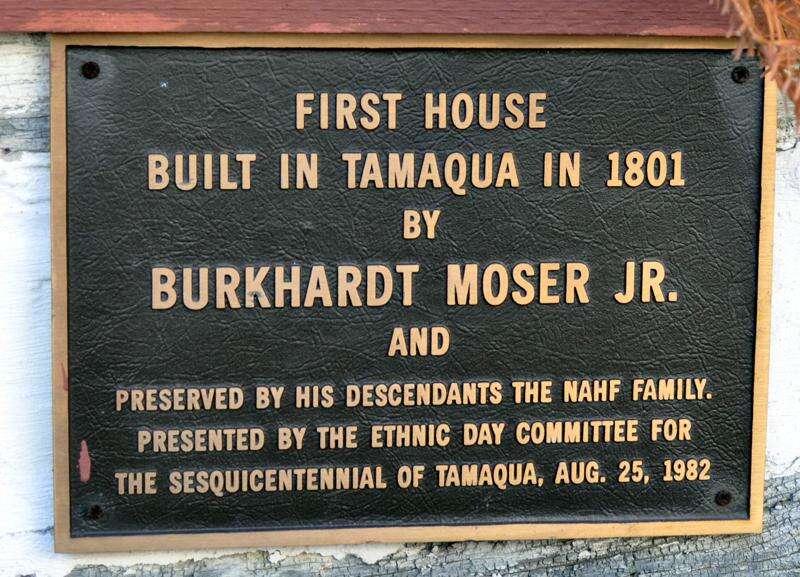 FIRST HOUSE
BUILT IN TAMAQUA IN 1801
BY
BURKHARDT MOSER JR.
AND
PRESERVED BY HIS DESCENDANTS THE NAHF FAMILY.
PRESENTED BY THE ETHNIC DAY COMMITTEE FOR
THE SESQUICENTENNIAL OF TAMAQUA, AUG. 25, 1982